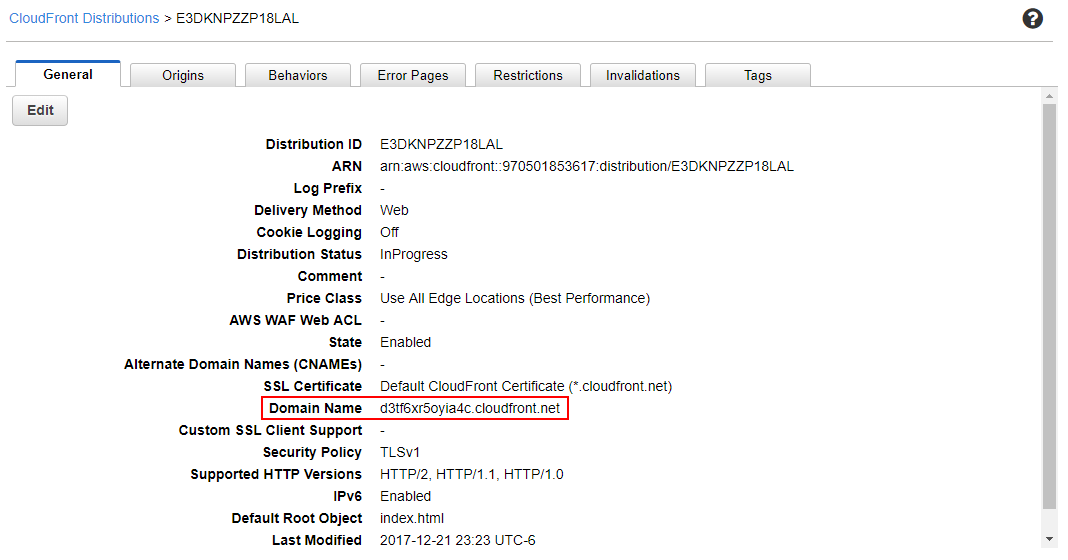 CloudFront Distributions > E3DKNPZZP18LAL
General Origins Behaviors Error Pages Restrictions Invalidations Tags
Edit
Distribution ID E3DKNPZZP18LAL
ARN arn:aws:cloudfront::970501853617:distribution/E3DKNPZZP18LAL
Log Prefix -
Delivery Method Web
Cookie Logging Off
Distribution Status InProgress
Comment -
Price Class Use All Edge Locations (Best Performance)
AWS WAF Web ACL -
State Enabled
Alternate Domain Names (CNAMEs) -
SSL Certificate Default CloudFront Certificate (*.cloudfront.net)
Domain Name d3tf6xr5oyia4c.cloudfront.net
Custom SSL Client Support -
Security Policy TLSv1
Supported HTTP Versions HTTP/2, HTTP/1.1, HTTP/1.0
IPv6 Enabled
Default Root Object index.html
Last Modified 2017-12-21 23:23 UTC-6